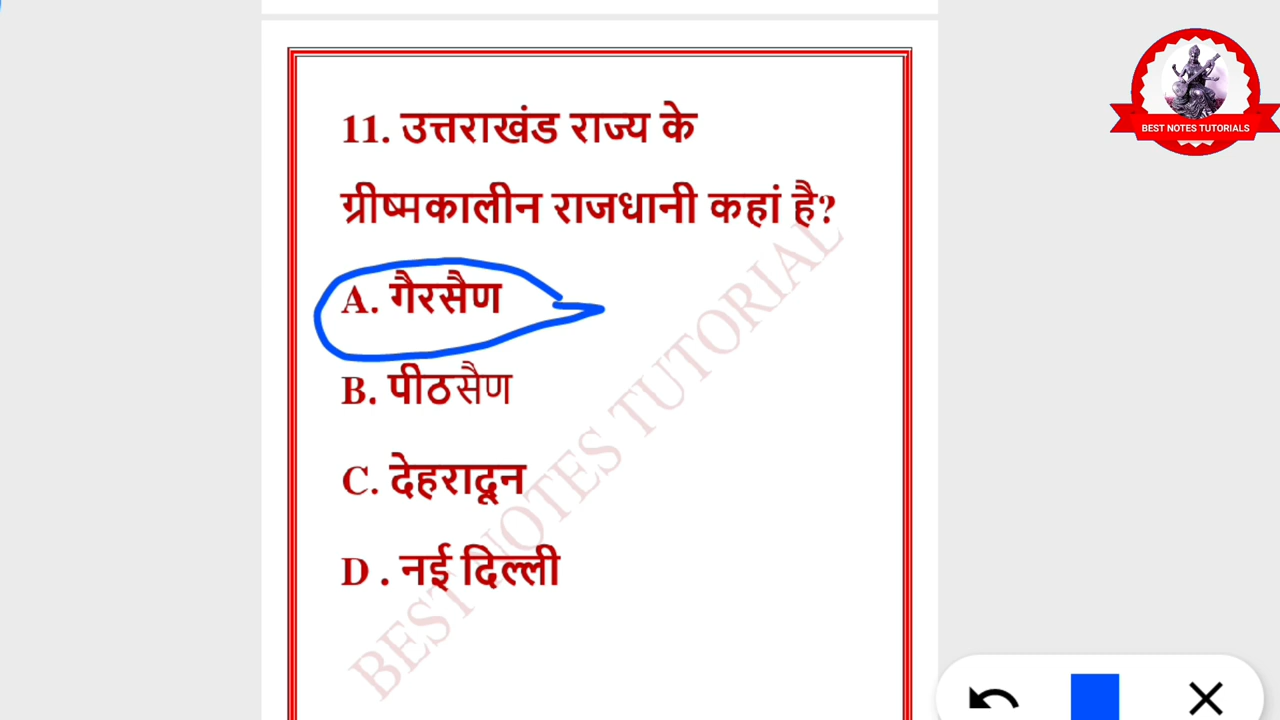 BEST NOTES TUTORIALS
11. उत्तराखंड राज्य के
ग्रीष्मकालीन राजधानी कहां है?
A. गैरसैण
B. पीठसैण
C. देहरादून
D . नई दिल्ली
BEST NOTES TUTORIAL